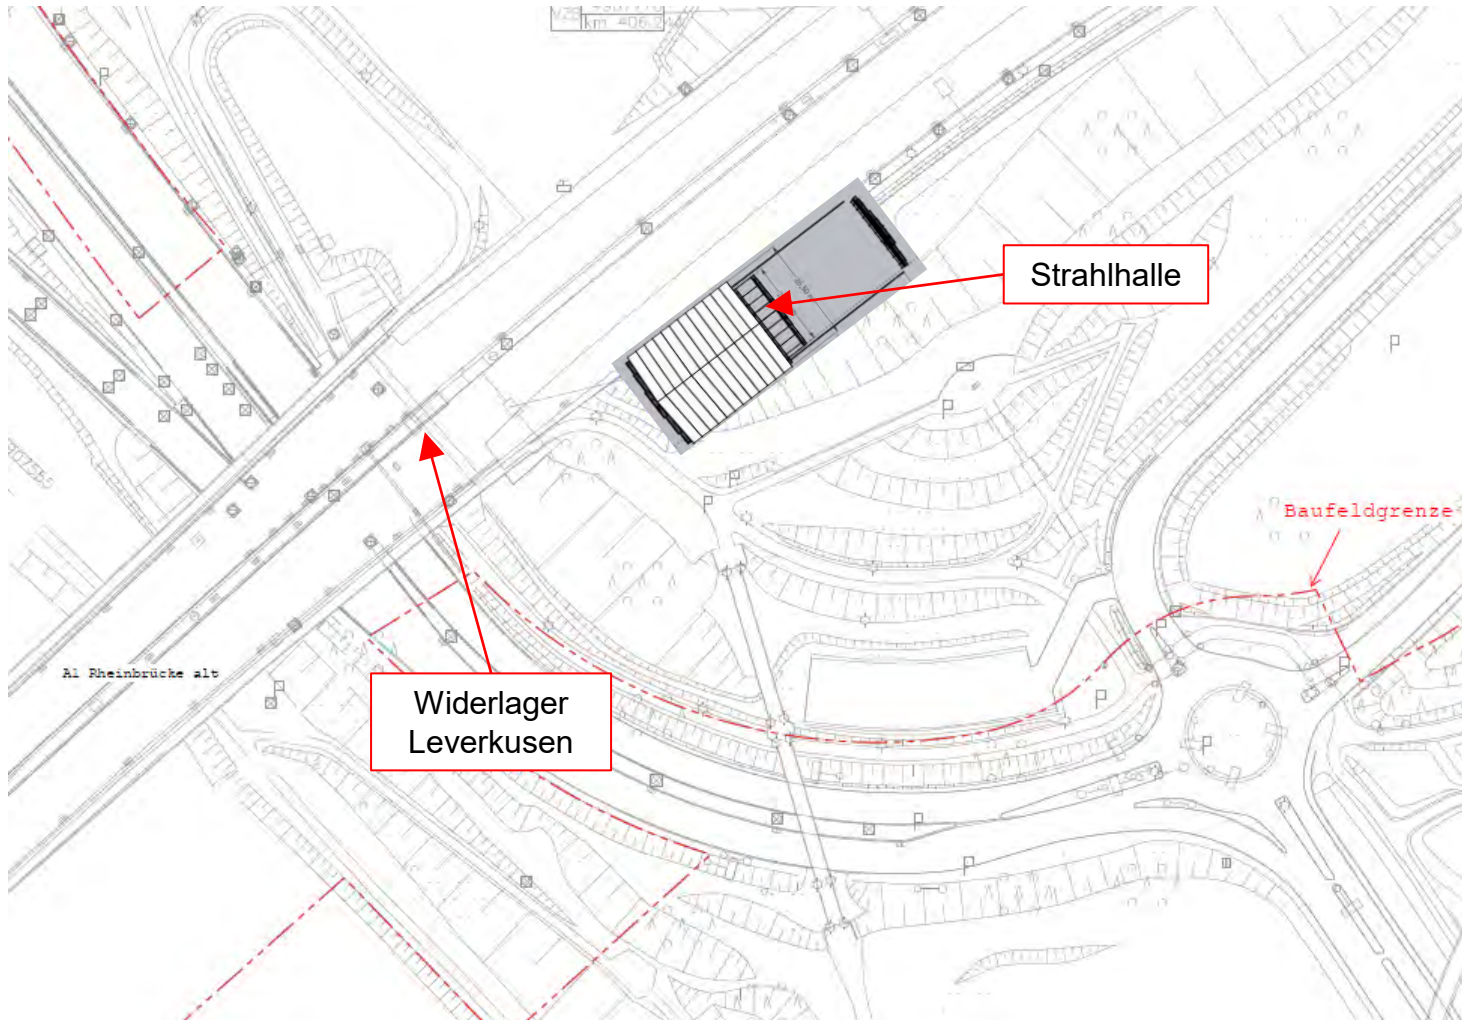 Strahlhalle
Baufeldgrenze
A1 Rheinbrücke alt
Widerlager
Leverkusen